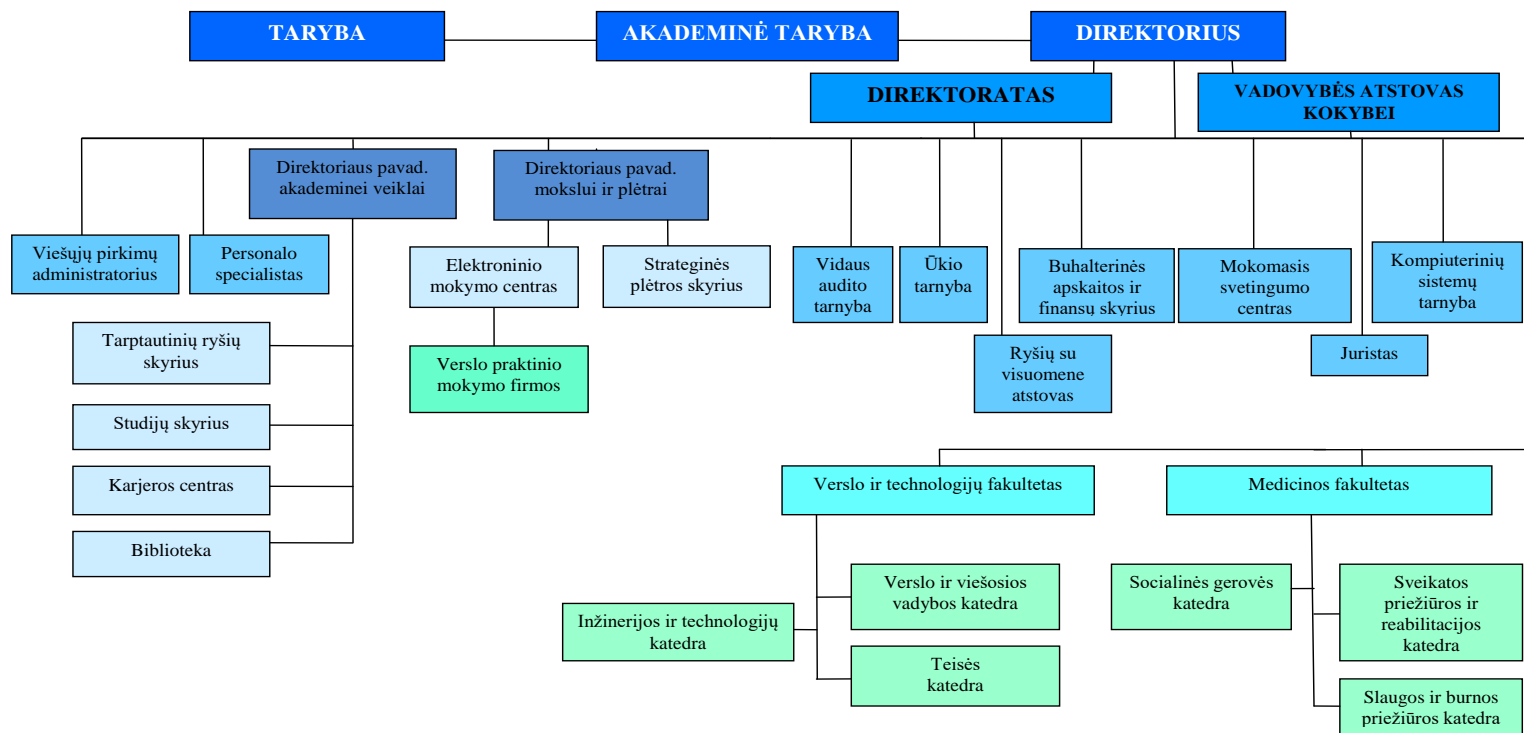 TARYBA
AKADEMINĖ TARYBA
DIREKTORIUS
DIREKTORATAS
VADOVYBĖS ATSTOVAS
KOKYBEI
Direktoriaus pavad.
akademinei veiklai
Direktoriaus pavad.
mokslui ir plėtrai
Viešųjų pirkimų
administratorius
Personalo
specialistas
Elektroninio
mokymo centras
Strateginės
plėtros skyrius
Vidaus
audito
tarnyba
Ūkio
tarnyba
Buhalterinės
apskaitos ir
finansų skyrius
Mokomasis
svetingumo
centras
Kompiuterinių
sistemų
tarnyba
Tarptautinių ryšių
skyrius
Verslo praktinio
mokymo firmos
Ryšių su
visuomene
atstovas
Juristas
Studijų skyrius
Karjeros centras
Biblioteka
Verslo ir technologijų fakultetas
Medicinos fakultetas
Inžinerijos ir technologijų
katedra
Verslo ir viešosios
vadybos katedra
Teisės
katedra
Socialinės gerovės
katedra
Sveikatos
priežiūros ir
reabilitacijos
katedra
Slaugos ir burnos
priežiūros katedra